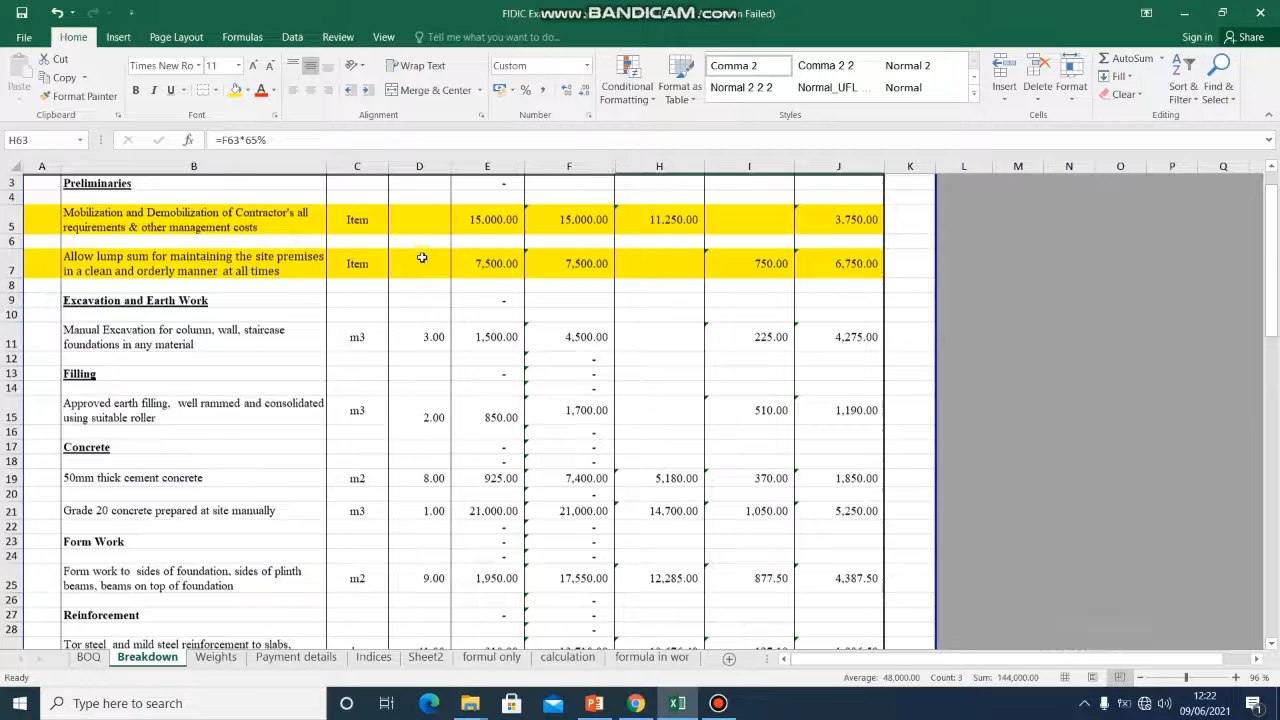 FIDIC Exa
www.BANDICAM.com
n Failed)
File Home Insert Page Layout Formulas Data Review View Tell me what you want to do... Sign in Share
Cut
Copy
Format Painter
Paste
Clipboard
Times New Ro 11
B I U
Font
Wrap Text
Merge & Center
Alignment
Custom
Number
Conditional Formatting
Format as Table
Comma 2 Comma 2 2 Normal 2
Normal 2 2 2 Normal_UFL ... Normal
Styles
Insert Delete Format
Cells
AutoSum
Fill
Clear
Sort & Filter
Find & Select
Editing
H63 fx =F63*65%
A B C D E F G H I J K L M N O P Q
3 Preliminaries -
4
5 Mobilization and Demobilization of Contractor's all requirements & other management costs Item 15,000.00 15,000.00 11,250.00 3,750.00
6
7 Allow lump sum for maintaining the site premises in a clean and orderly manner at all times Item 7,500.00 7,500.00 750.00 6,750.00
8
9 Excavation and Earth Work -
10
11 Manual Excavation for column, wall, staircase foundations in any material m3 3.00 1,500.00 4,500.00 225.00 4,275.00
12 -
13 Filling - -
14 -
15 Approved earth filling, well rammed and consolidated using suitable roller m3 2.00 850.00 1,700.00 510.00 1,190.00
16 -
17 Concrete - -
18 - -
19 50mm thick cement concrete m2 8.00 925.00 7,400.00 5,180.00 370.00 1,850.00
20 -
21 Grade 20 concrete prepared at site manually m3 1.00 21,000.00 21,000.00 14,700.00 1,050.00 5,250.00
22 - -
23 Form Work - -
24 - -
25 Form work to sides of foundation, sides of plinth beams, beams on top of foundation m2 9.00 1,950.00 17,550.00 12,285.00 877.50 4,387.50
26 -
27 Reinforcement - -
28 -
Tor steel and mild steel reinforcement to slabs,
BOQ Breakdown Weights Payment details Indices Sheet2 formul only calculation formula in wor
Ready Average: 48,000.00 Count: 3 Sum: 144,000.00 96 %
Type here to search
12:22
09/06/2021